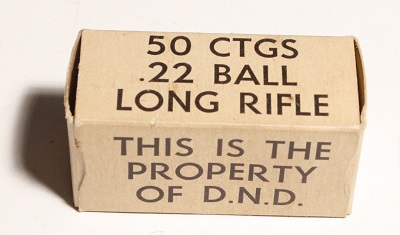 50 CTGS
.22 BALL
LONG RIFLE
THIS IS THE
PROPERTY
OF D.N.D.